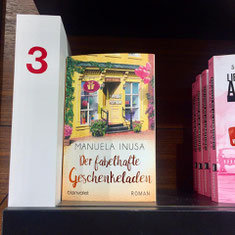 3
MANUELA INUSA
Der fabelhafte
Geschenkeladen
blanvalet
ROMAN